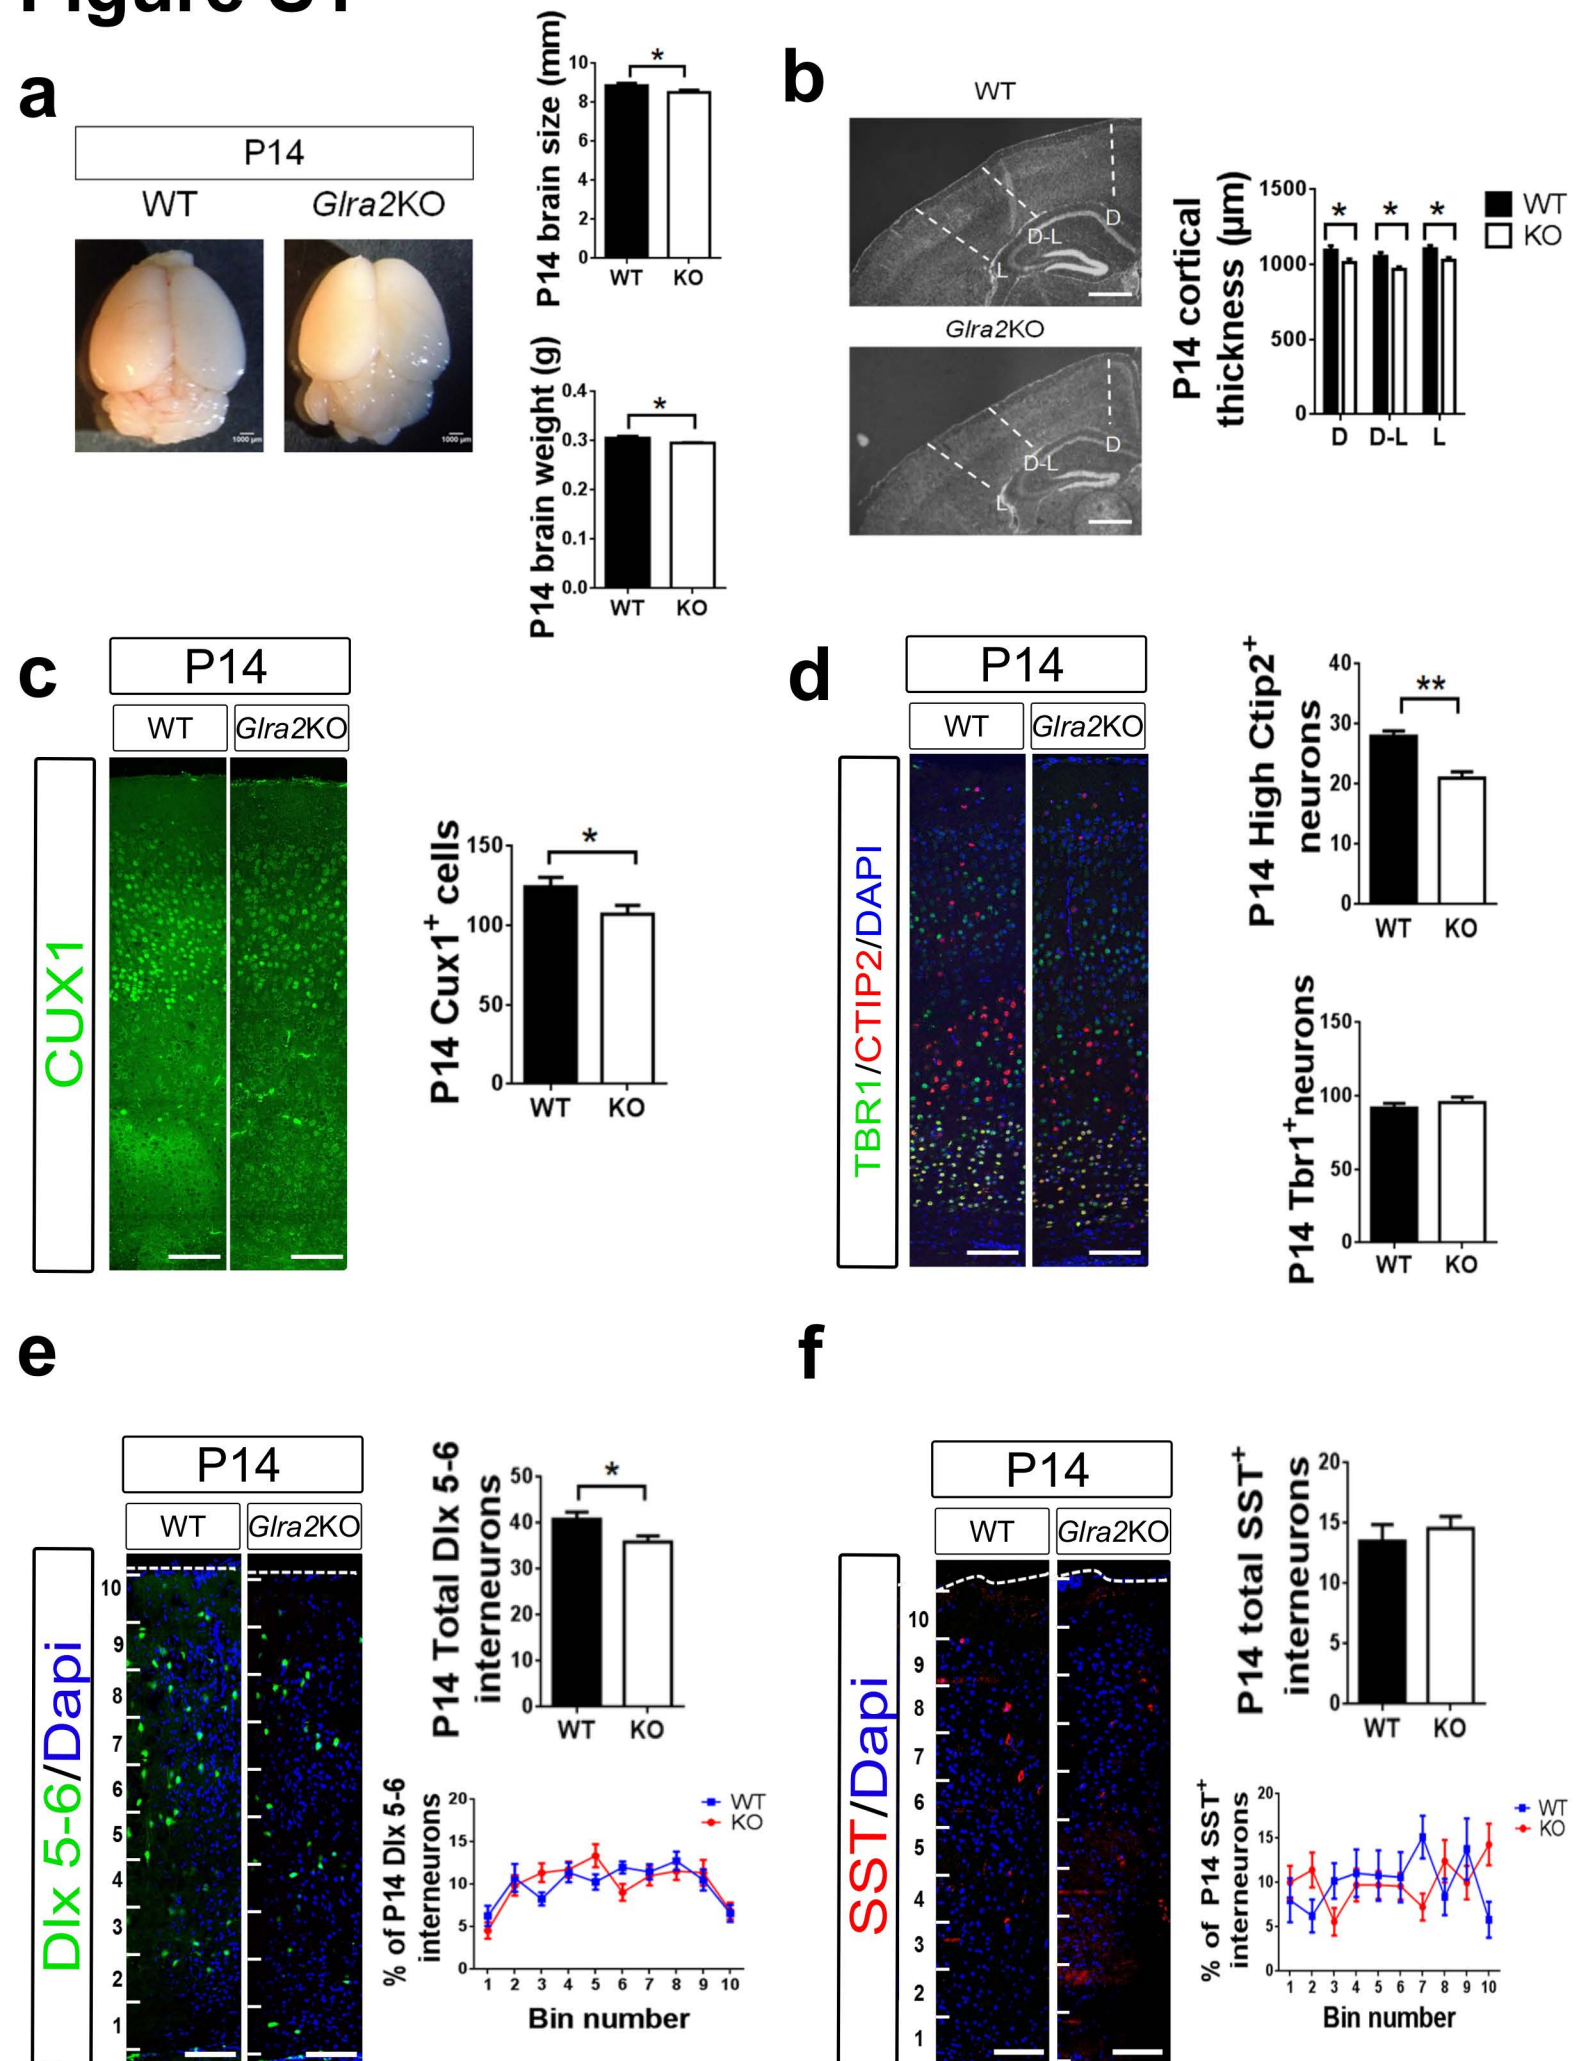 Figure S1
a
P14
WT Glra2KO
1000 µm
1000 µm
P14 brain size (mm)
10
8
6
4
2
0
*
WT KO
P14 brain weight (g)
0.4
0.3
0.2
0.1
0.0
*
WT KO
b
WT
D
D-L
L
Glra2KO
D
D-L
L
P14 cortical
thickness (µm)
1500
1000
500
0
* * *
D D-L L
WT
KO
c
P14
WT Glra2KO
CUX1
P14 Cux1+ cells
150
100
50
0
*
WT KO
d
P14
WT Glra2KO
TBR1/CTIP2/DAPI
P14 High Ctip2+
neurons
40
30
20
10
0
**
WT KO
P14 Tbr1+neurons
150
100
50
0
WT KO
e
P14
WT Glra2KO
Dlx 5-6/Dapi
10
9
8
7
6
5
4
3
2
1
P14 Total Dlx 5-6
interneurons
50
40
30
20
10
0
*
WT KO
% of P14 Dlx 5-6
interneurons
20
15
10
5
0
WT
KO
1 2 3 4 5 6 7 8 9 10
Bin number
f
P14
WT Glra2KO
SST/Dapi
10
9
8
7
6
5
4
3
2
1
P14 total SST+
interneurons
20
15
10
5
0
WT KO
% of P14 SST+
interneurons
20
15
10
5
0
WT
KO
1 2 3 4 5 6 7 8 9 10
Bin number